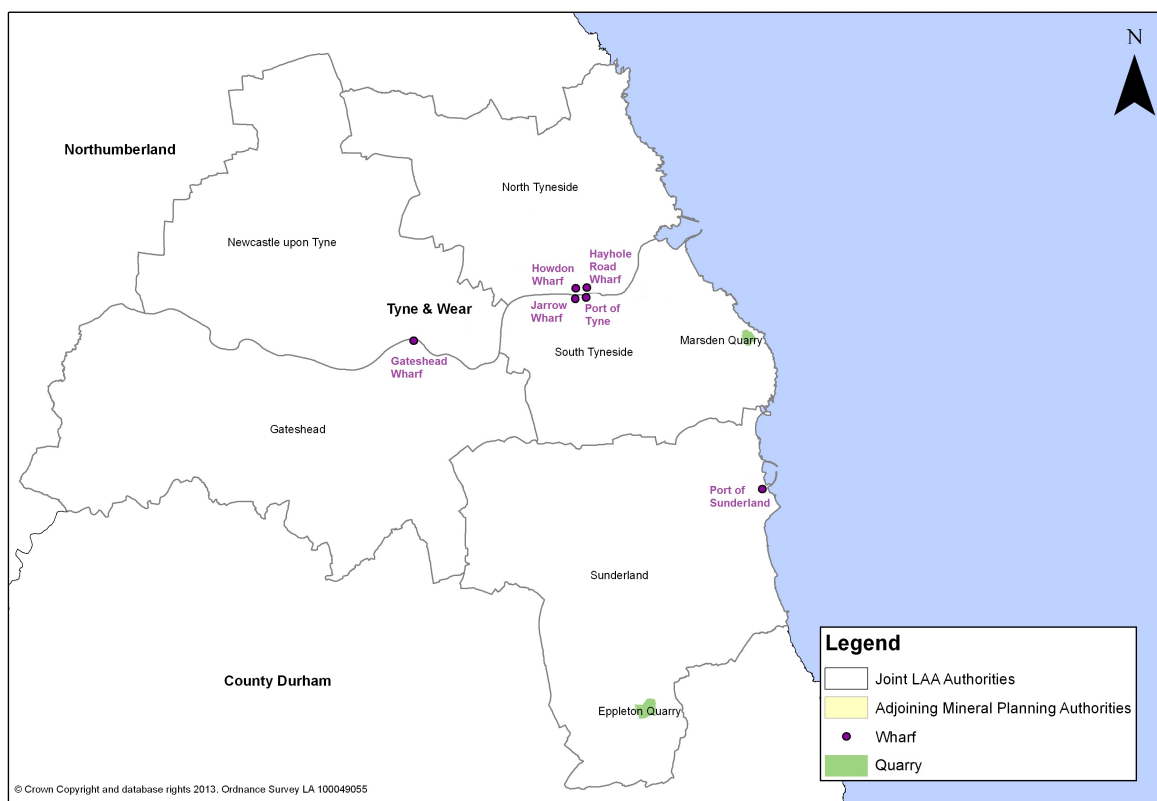 N
Northumberland
North Tyneside
Newcastle upon Tyne
Hayhole
Road
Wharf
Howdon
Wharf
Jarrow
Wharf
Port of
Tyne
Tyne & Wear
South Tyneside
Marsden Quarry
Gateshead
Wharf
Gateshead
Port of
Sunderland
Sunderland
County Durham
Eppleton Quarry
Legend
Joint LAA Authorities
Adjoining Mineral Planning Authorities
Wharf
Quarry
© Crown Copyright and database rights 2013. Ordnance Survey LA 100049055